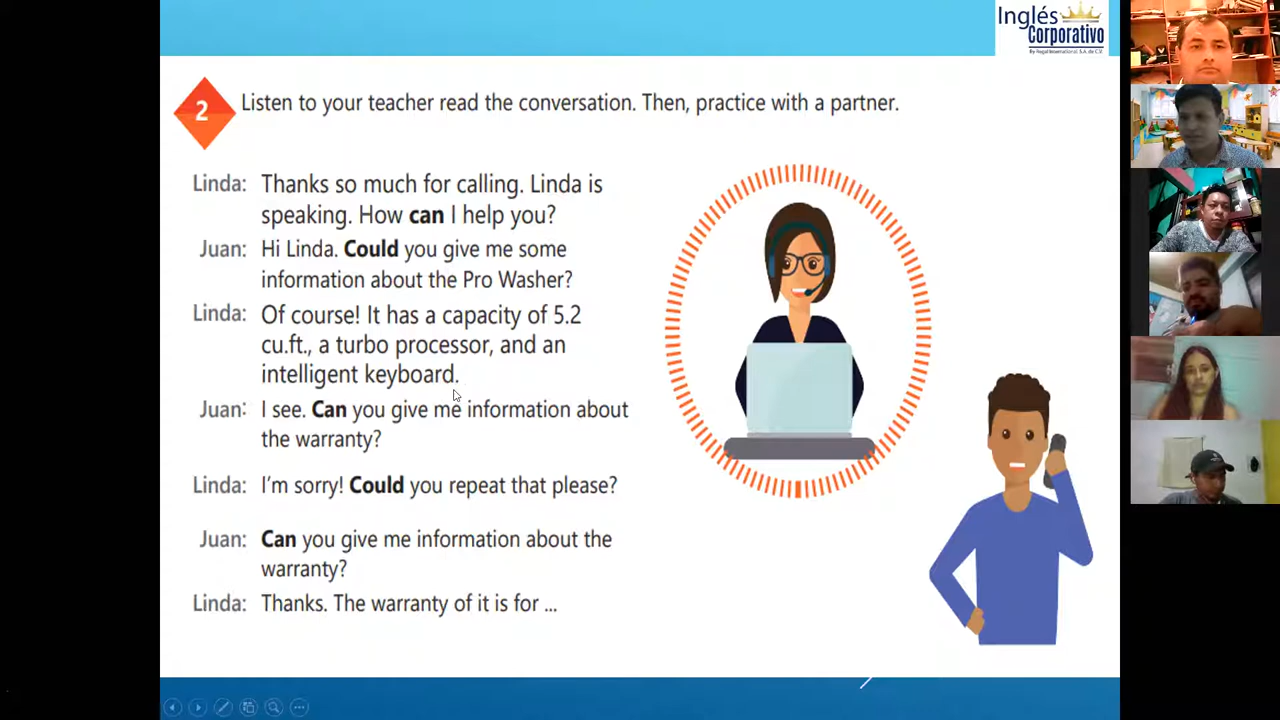 Inglés
Corporativo
By Regal International, S.A. de C.V.
2
Listen to your teacher read the conversation. Then, practice with a partner.
Linda: Thanks so much for calling. Linda is
speaking. How can I help you?
Juan: Hi Linda. Could you give me some
information about the Pro Washer?
Linda: Of course! It has a capacity of 5.2
cu.ft., a turbo processor, and an
intelligent keyboard.
Juan: I see. Can you give me information about
the warranty?
Linda: I'm sorry! Could you repeat that please?
Juan: Can you give me information about the
warranty?
Linda: Thanks. The warranty of it is for ...